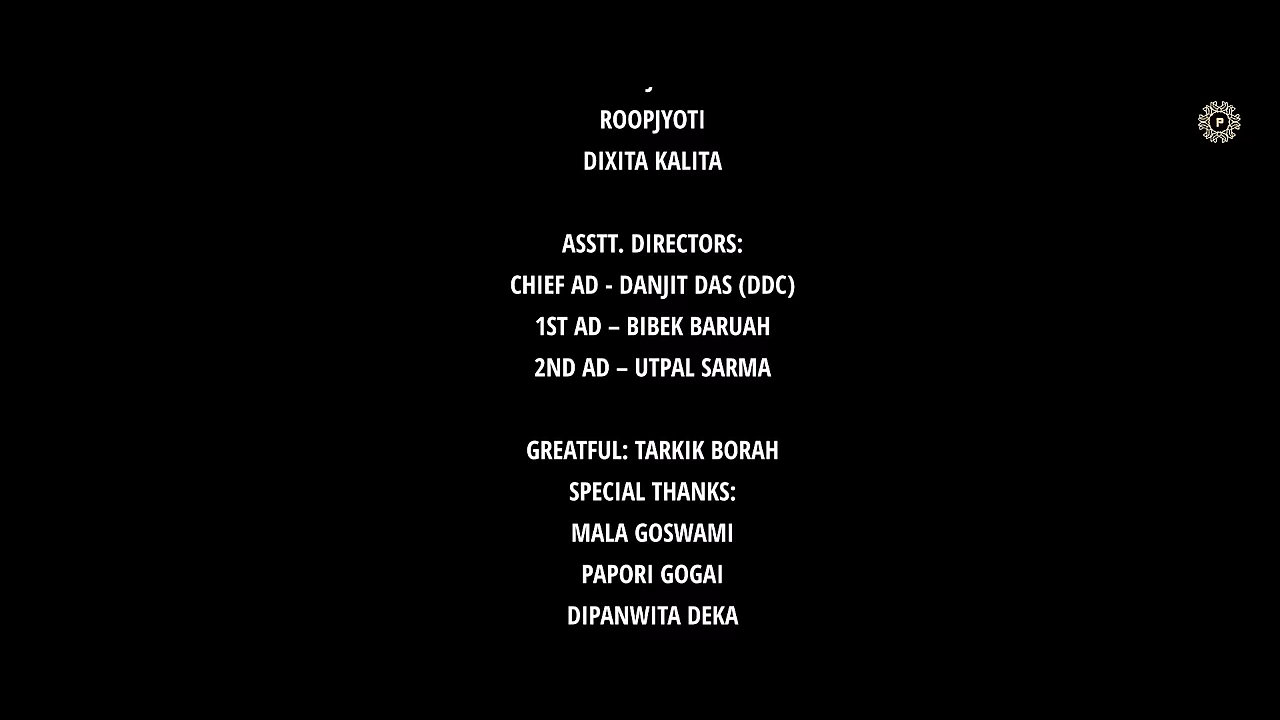 ROOPJYOTI
DIXITA KALITA
ASSTT. DIRECTORS:
CHIEF AD - DANJIT DAS (DDC)
1ST AD – BIBEK BARUAH
2ND AD – UTPAL SARMA
GREATFUL: TARKIK BORAH
SPECIAL THANKS:
MALA GOSWAMI
PAPORI GOGAI
DIPANWITA DEKA
P